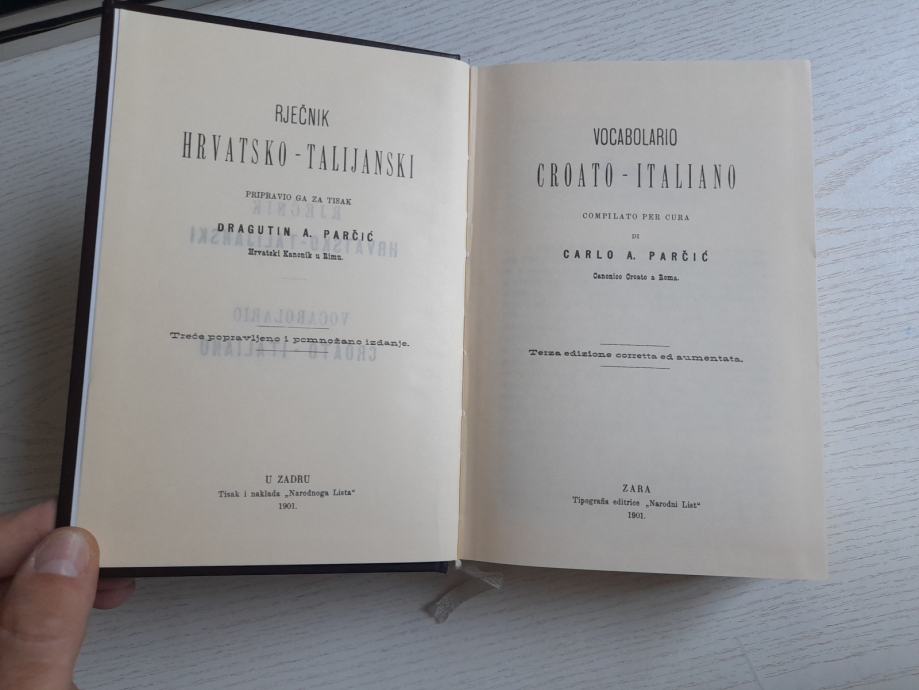 RJEČNIK
HRVATSKO - TALIJANSKI
PRIPRAVIO GA ZA TISAK
DRAGUTIN A. PARČIĆ
Hrvatski Kanonik u Rimu.
Treće popravljeno i pomnožano izdanje.
U ZADRU
Tisak i naklada „Narodnoga Lista“
1901.
VOCABOLARIO
CROATO - ITALIANO
COMPILATO PER CURA
DI
CARLO A. PARČIĆ
Canonico Croato a Roma.
Terza edizione corretta ed aumentata.
ZARA
Tipografia editrice „Narodni List“
1901.